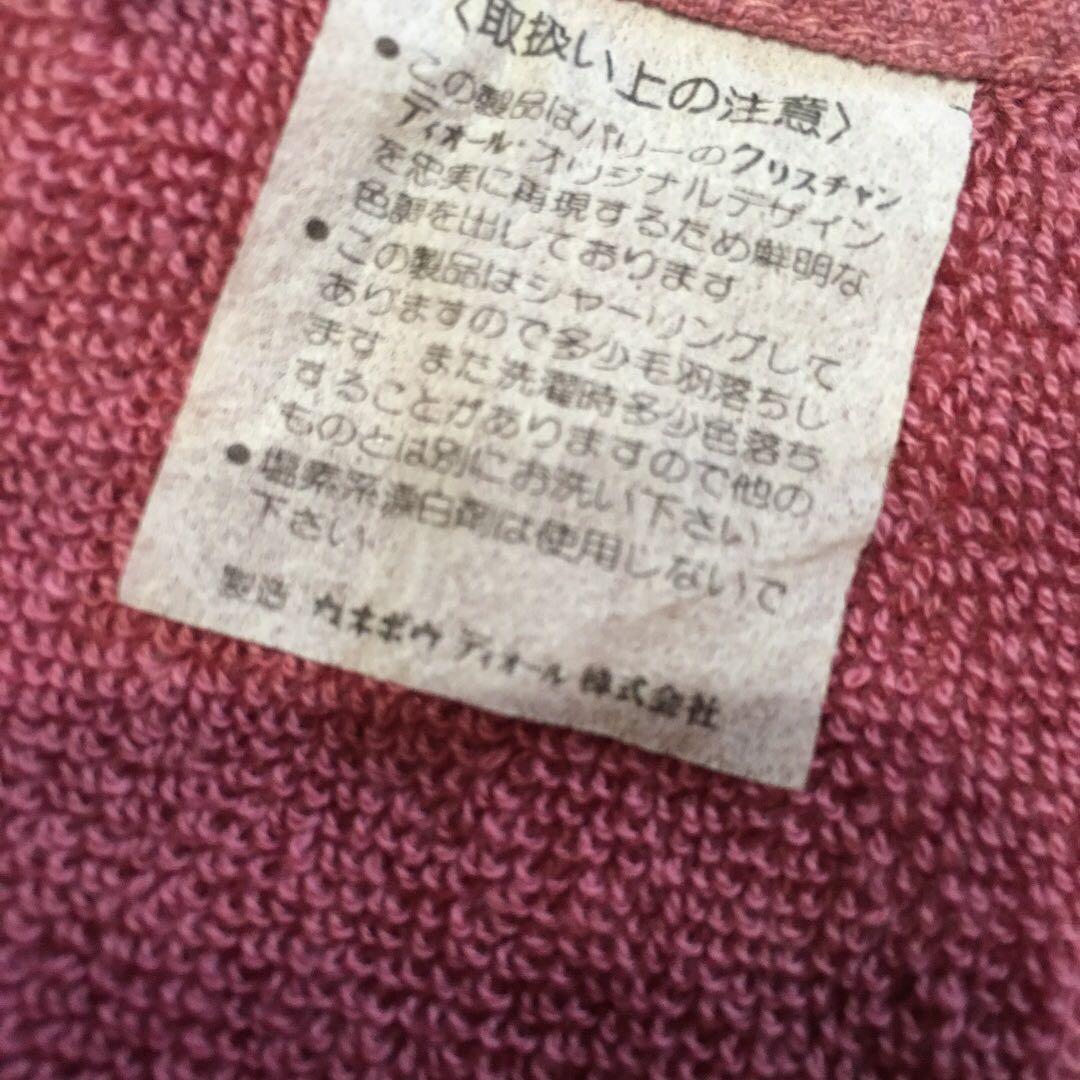 〈取扱い上の注意〉
●この製品はパリーのクリスチャン
ディオール・オリジナルデザイン
を忠実に再現するため鮮明な
色調を出しております
●この製品はシャーリングして
ありますので多少毛羽落ちし
ます また洗濯時多少色落ち
することがありますので他の
ものとは別にお洗い下さい
●塩素系漂白剤は使用しないで
下さい
製造 カネボウ ディオール 株式会社